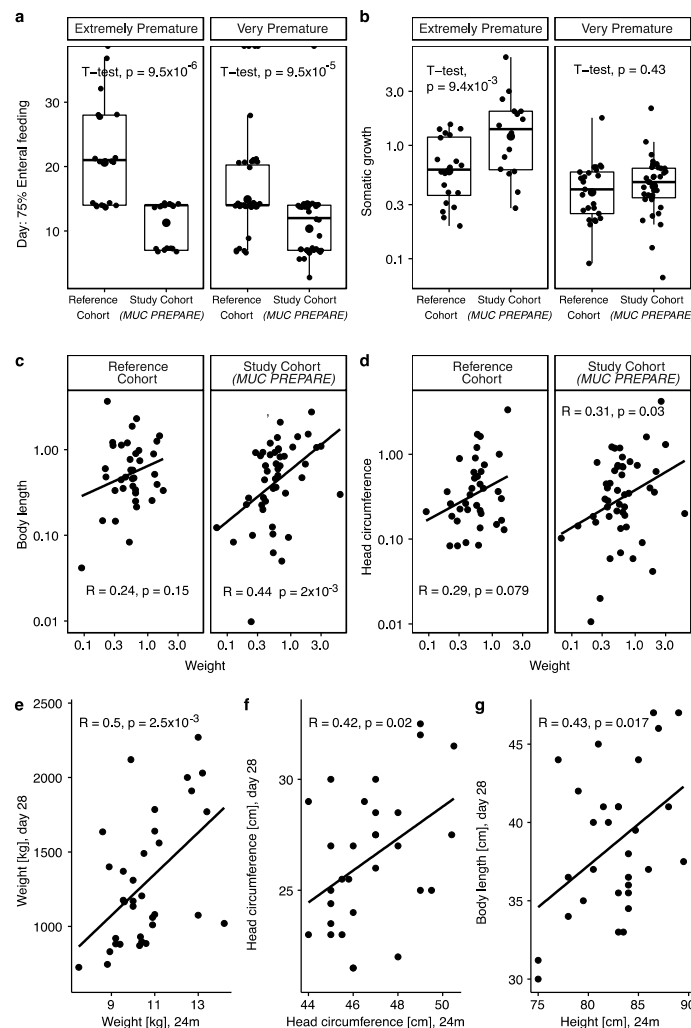 a
Extremely Premature Very Premature
T-test, p = 9.5x10-6 T-test, p = 9.5x10-5
Day: 75% Enteral feeding
30
20
10
Reference Cohort Study Cohort (MUC PREPARE) Reference Cohort Study Cohort (MUC PREPARE)
b
Extremely Premature Very Premature
T-test, p = 9.4x10-3 T-test, p = 0.43
Somatic growth
3.0
1.0
0.3
0.1
Reference Cohort Study Cohort (MUC PREPARE) Reference Cohort Study Cohort (MUC PREPARE)
c
Reference Cohort Study Cohort (MUC PREPARE)
Body length
1.00
0.10
0.01
R = 0.24, p = 0.15 R = 0.44 p = 2x10-3
0.1 0.3 1.0 3.0 0.1 0.3 1.0 3.0
Weight
d
Reference Cohort Study Cohort (MUC PREPARE)
R = 0.31, p = 0.03
Head circumference
1.00
0.10
0.01
R = 0.29, p = 0.079
0.1 0.3 1.0 3.0 0.1 0.3 1.0 3.0
Weight
e
R = 0.5, p = 2.5x10-3
Weight [kg], day 28
2500
2000
1500
1000
9 11 13
Weight [kg], 24m
f
R = 0.42, p = 0.02
Head circumference [cm], day 28
30
25
44 46 48 50
Head circumference [cm], 24m
g
R = 0.43, p = 0.017
Body length [cm], day 28
45
40
35
30
75 80 85 90
Height [cm], 24m